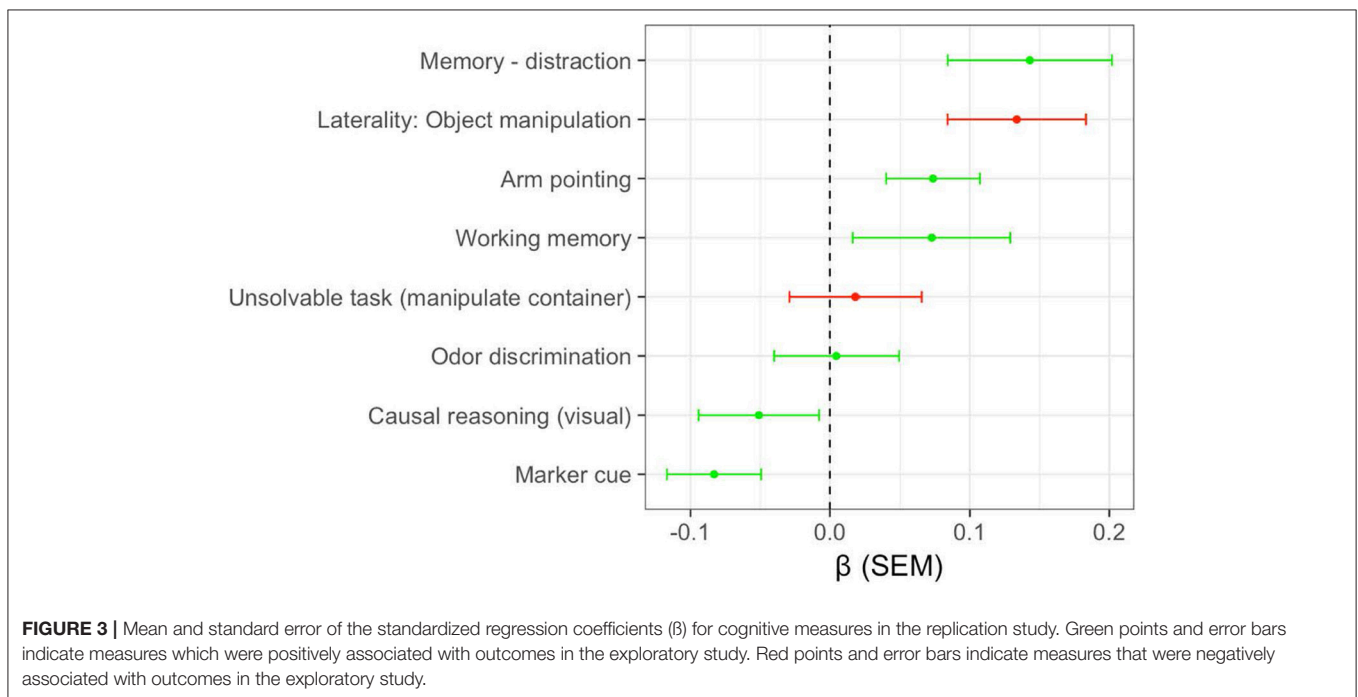 Memory - distraction
Laterality: Object manipulation
Arm pointing
Working memory
Unsolvable task (manipulate container)
Odor discrimination
Causal reasoning (visual)
Marker cue
-0.1 0.0 0.1 0.2
β (SEM)
FIGURE 3 | Mean and standard error of the standardized regression coefficients (ß) for cognitive measures in the replication study. Green points and error bars
indicate measures which were positively associated with outcomes in the exploratory study. Red points and error bars indicate measures that were negatively
associated with outcomes in the exploratory study.